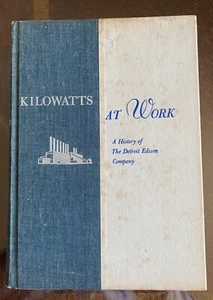 KILOWATTS AT WORK
A History of
The Detroit Edison
Company